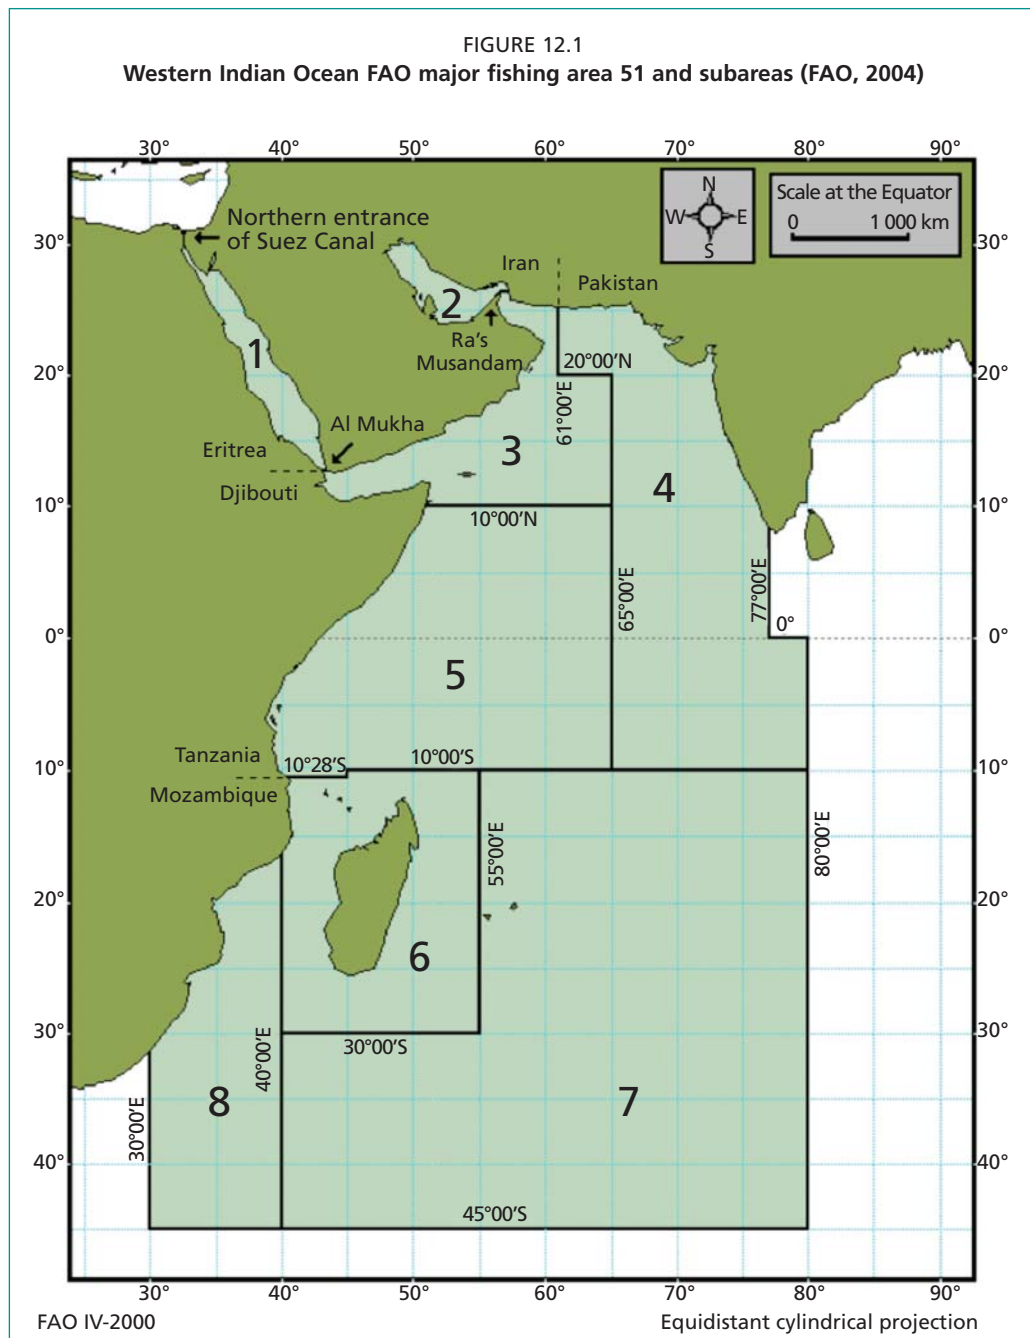 FIGURE 12.1
Western Indian Ocean FAO major fishing area 51 and subareas (FAO, 2004)
30° 40° 50° 60° 70° 80° 90°
N
W E
S
Scale at the Equator
0 1 000 km
Northern entrance
of Suez Canal
30° 30°
Iran
Pakistan
2
Ra's
Musandam
1
20°00'N
20° 20°
61°00'E
Al Mukha
3
Eritrea
4
Djibouti
10° 10°
10°00'N
65°00'E
77°00'E
0°
0° 0°
5
Tanzania
10°28'S
10°00'S
10° 10°
Mozambique
55°00'E
80°00'E
20° 20°
6
30° 30°
30°00'S
40°00'E
8
7
30°00'E
40° 40°
45°00'S
30° 40° 50° 60° 70° 80° 90°
FAO IV-2000
Equidistant cylindrical projection